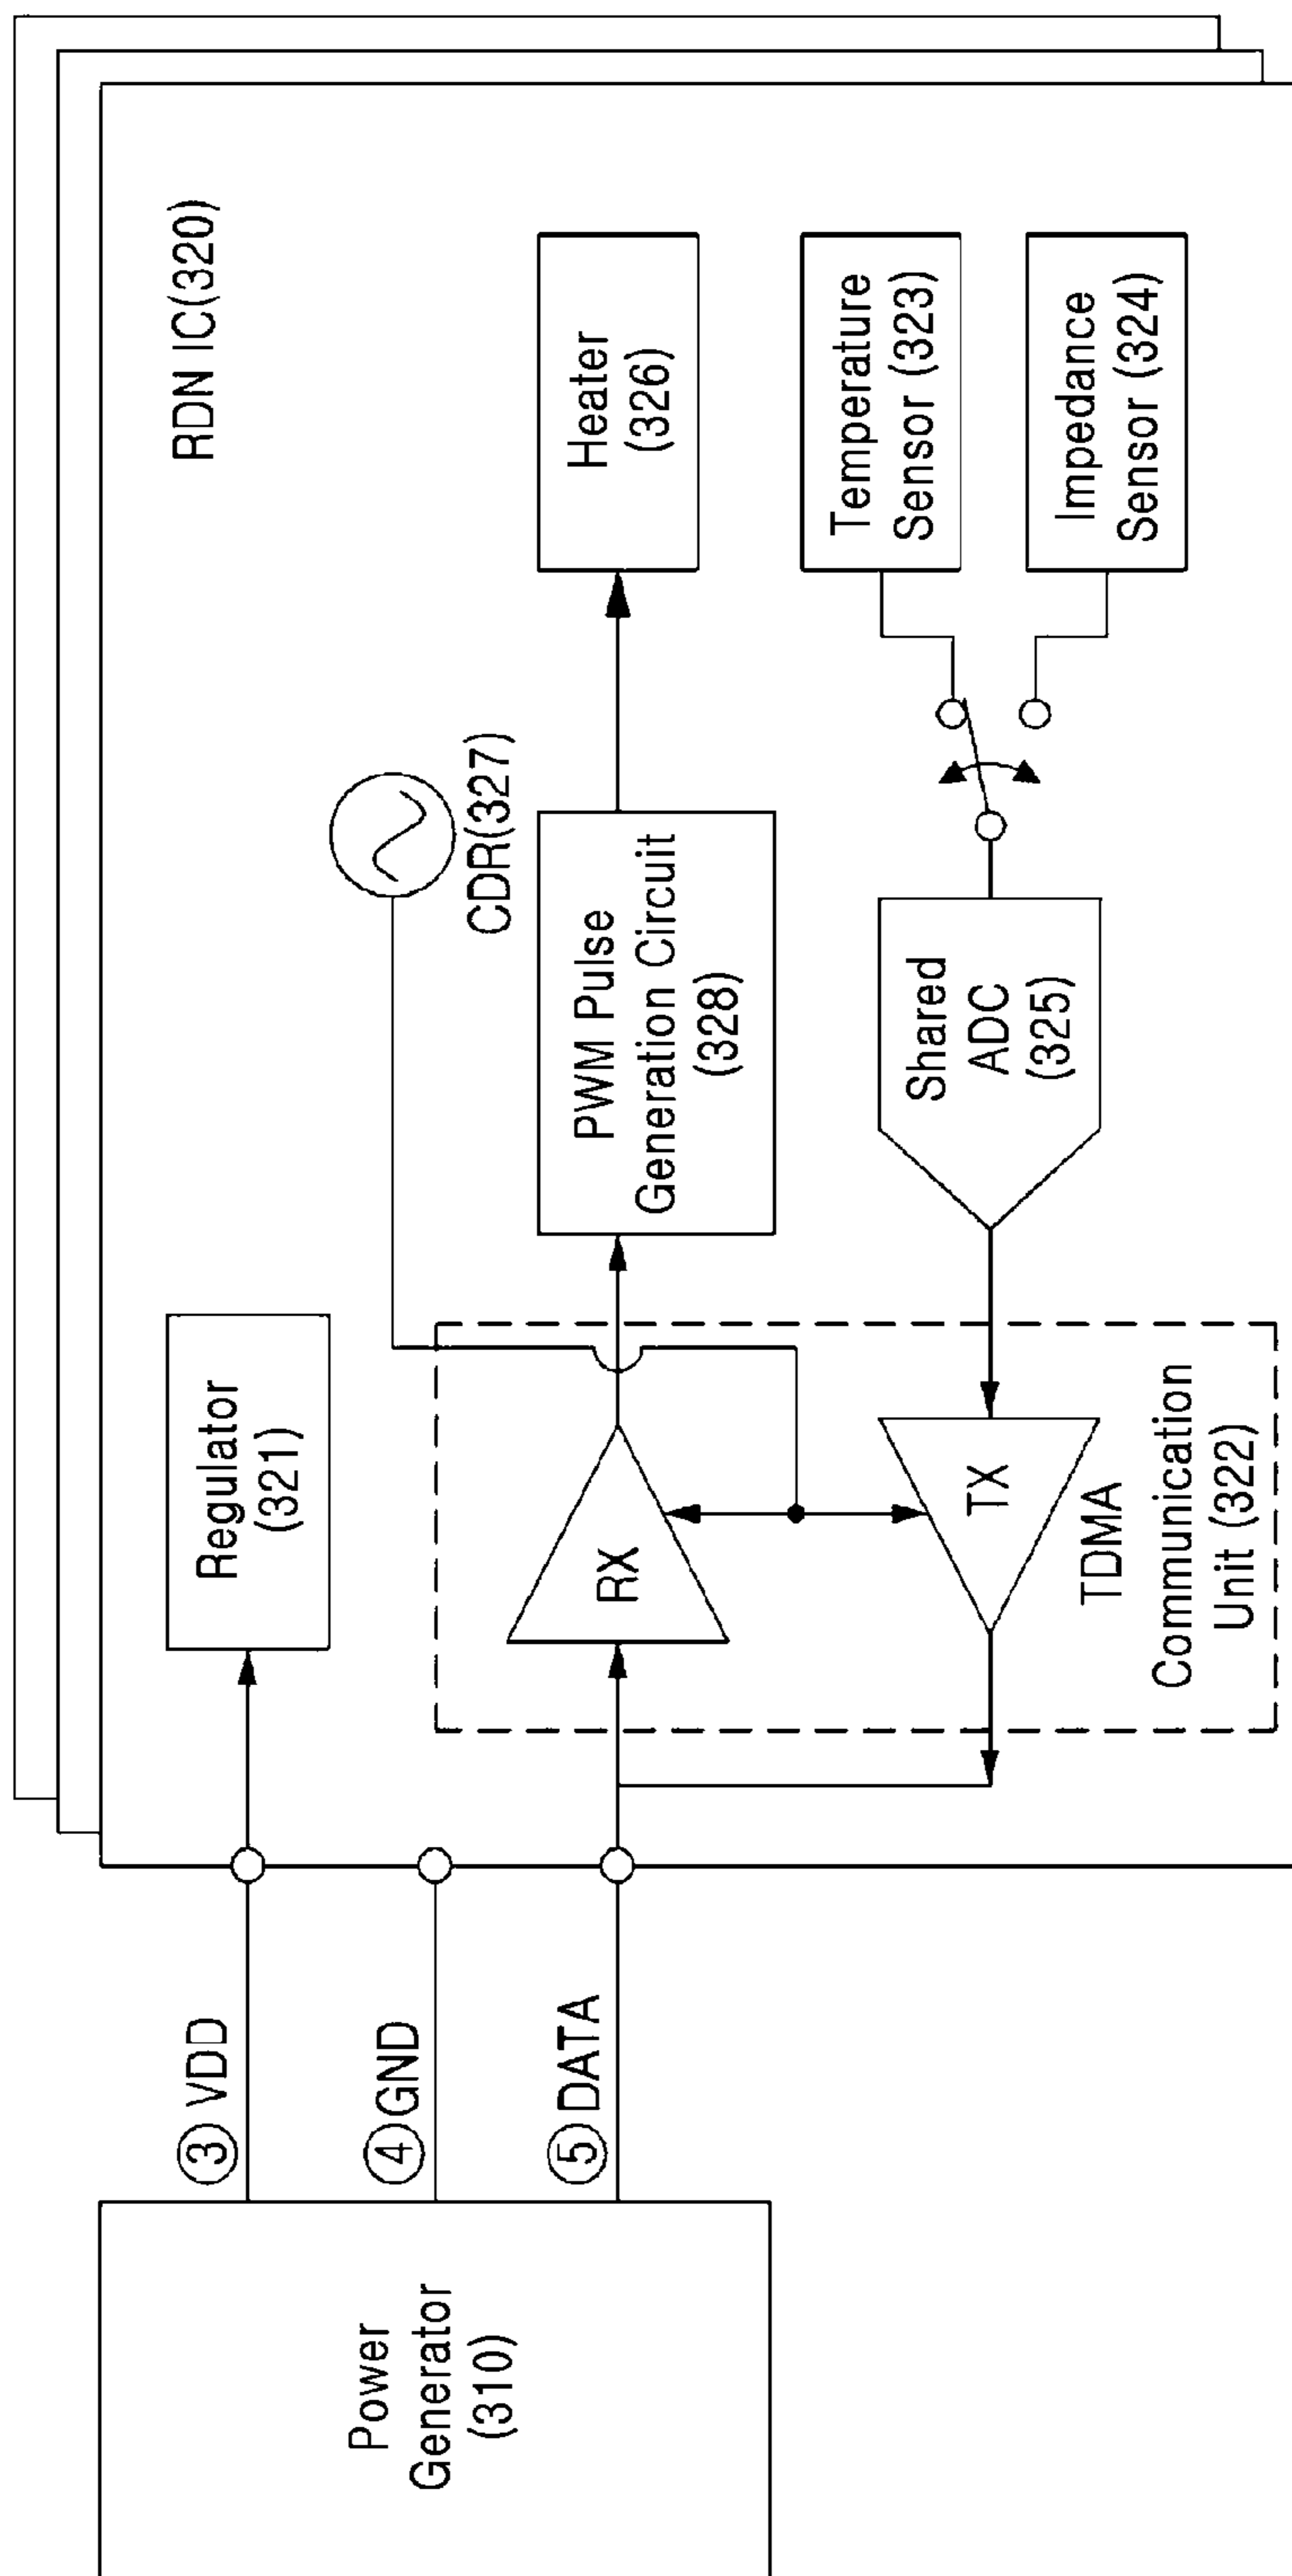 Power
Generator
(310)
③ VDD
④ GND
⑤ DATA
RDN IC(320)
Regulator
(321)
CDR(327)
RX
PWM Pulse
Generation Circuit
(328)
Heater
(326)
TX
TDMA
Communication
Unit (322)
Shared
ADC
(325)
Temperature
Sensor (323)
Impedance
Sensor (324)